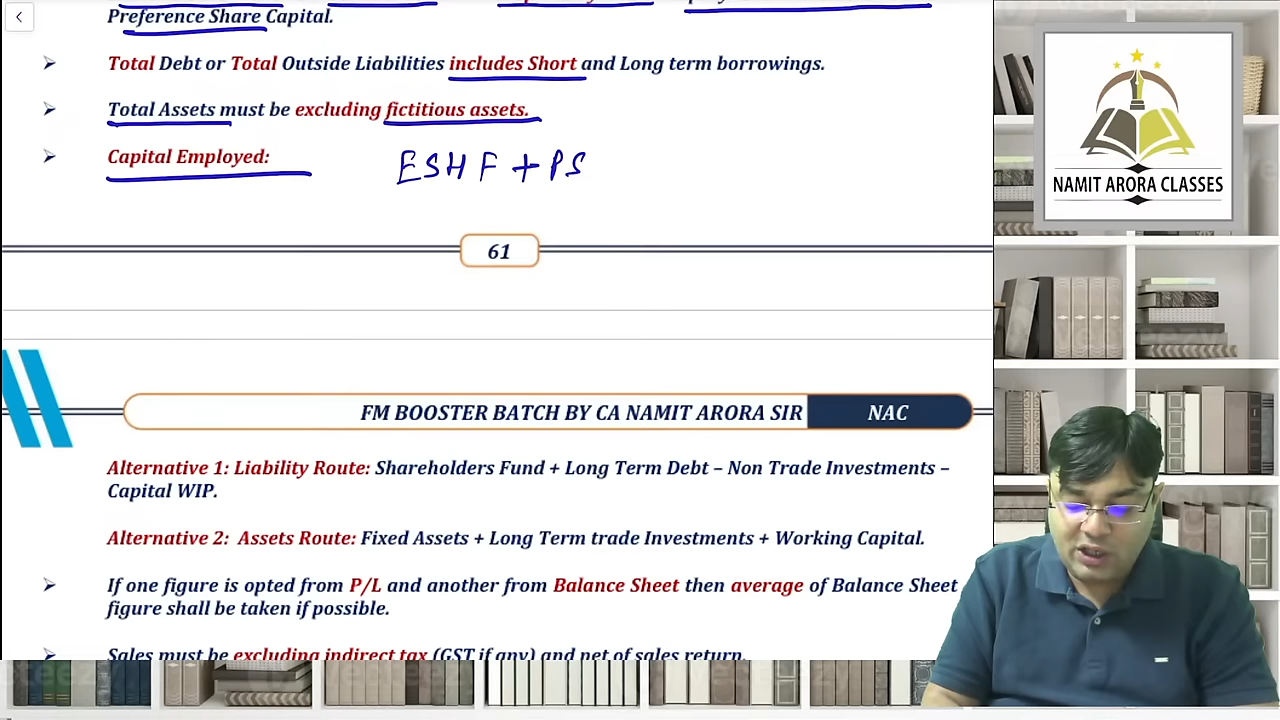 Preference Share Capital.
➤ Total Debt or Total Outside Liabilities includes Short and Long term borrowings.
➤ Total Assets must be excluding fictitious assets.
➤ Capital Employed: ESHF + PS
61
FM BOOSTER BATCH BY CA NAMIT ARORA SIR NAC
Alternative 1: Liability Route: Shareholders Fund + Long Term Debt – Non Trade Investments –
Capital WIP.
Alternative 2: Assets Route: Fixed Assets + Long Term trade Investments + Working Capital.
➤ If one figure is opted from P/L and another from Balance Sheet then average of Balance Sheet
figure shall be taken if possible.
➤ Sales must be excluding indirect tax (GST if any) and net of sales return.
NAMIT ARORA CLASSES